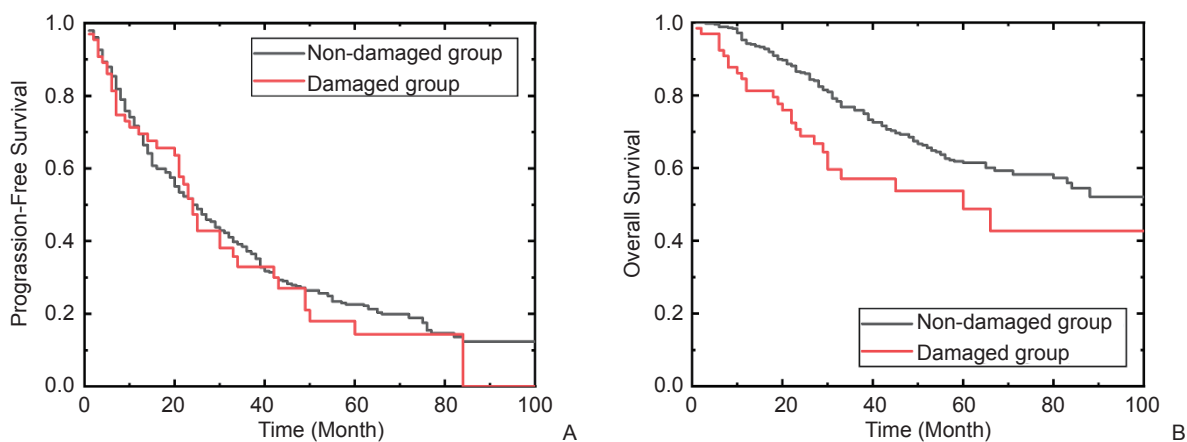 1.0
0.8
0.6
0.4
0.2
0.0
Prograssion-Free Survival
Non-damaged group
Damaged group
0
20
40
60
80
100
Time (Month)
A
1.0
0.8
0.6
0.4
0.2
0.0
Overall Survival
Non-damaged group
Damaged group
0
20
40
60
80
100
Time (Month)
B